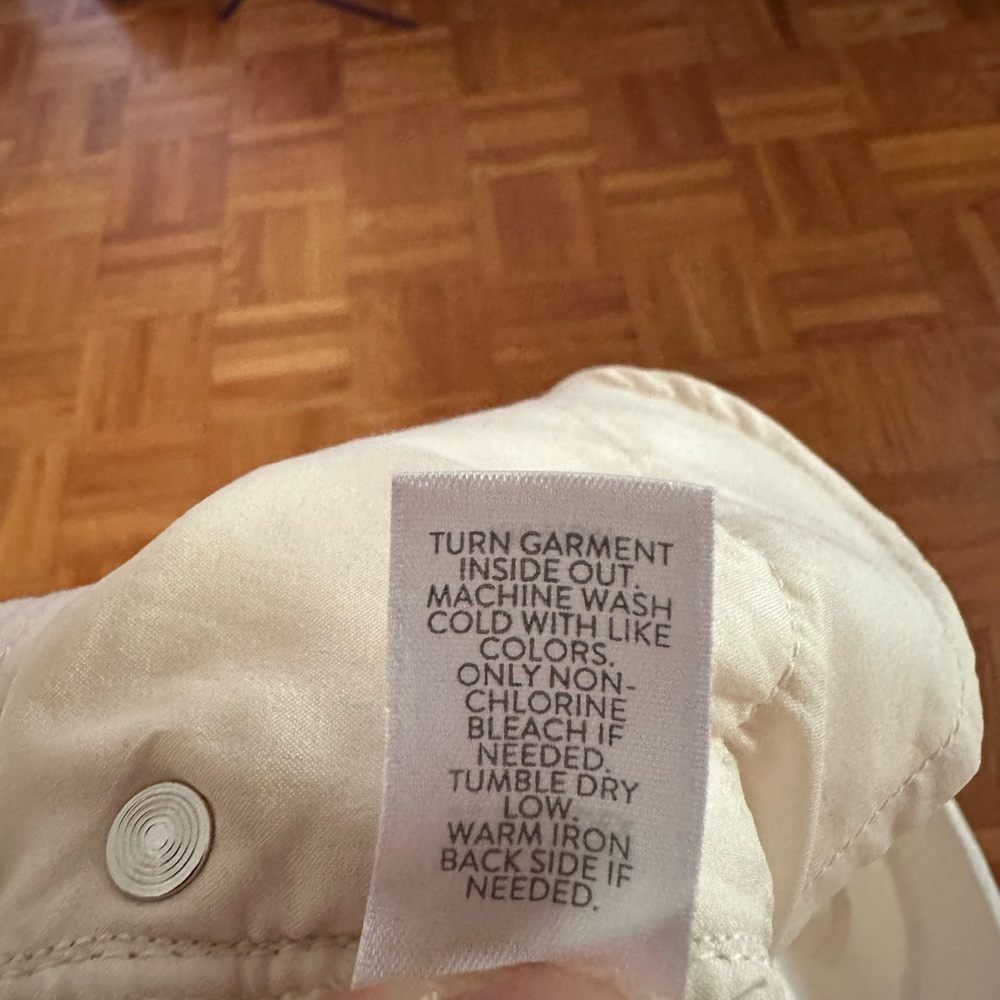 TURN GARMENT
INSIDE OUT.
MACHINE WASH
COLD WITH LIKE
COLORS.
ONLY NON-
CHLORINE
BLEACH IF
NEEDED.
TUMBLE DRY
LOW.
WARM IRON
BACK SIDE IF
NEEDED.